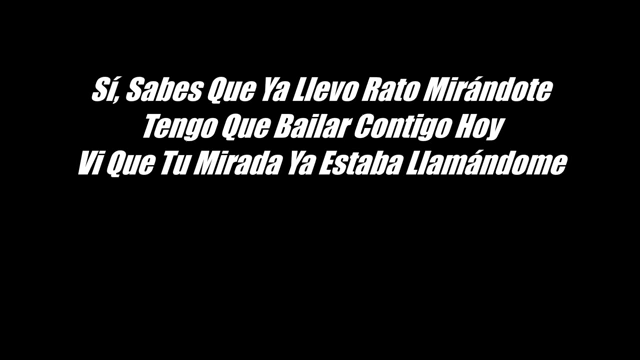 Sí, Sabes Que Ya Llevo Rato Mirándote
Tengo Que Bailar Contigo Hoy
Vi Que Tu Mirada Ya Estaba Llamándome